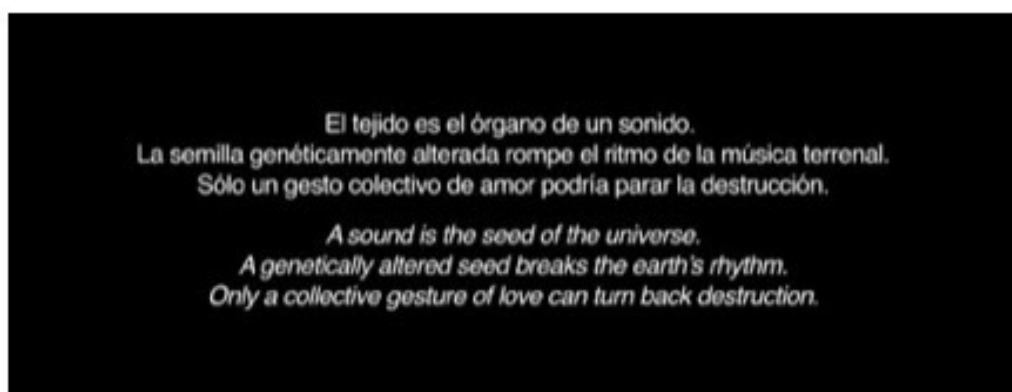 El tejido es el órgano de un sonido.
La semilla genéticamente alterada rompe el ritmo de la música terrenal.
Sólo un gesto colectivo de amor podría parar la destrucción.
A sound is the seed of the universe.
A genetically altered seed breaks the earth's rhythm.
Only a collective gesture of love can turn back destruction.